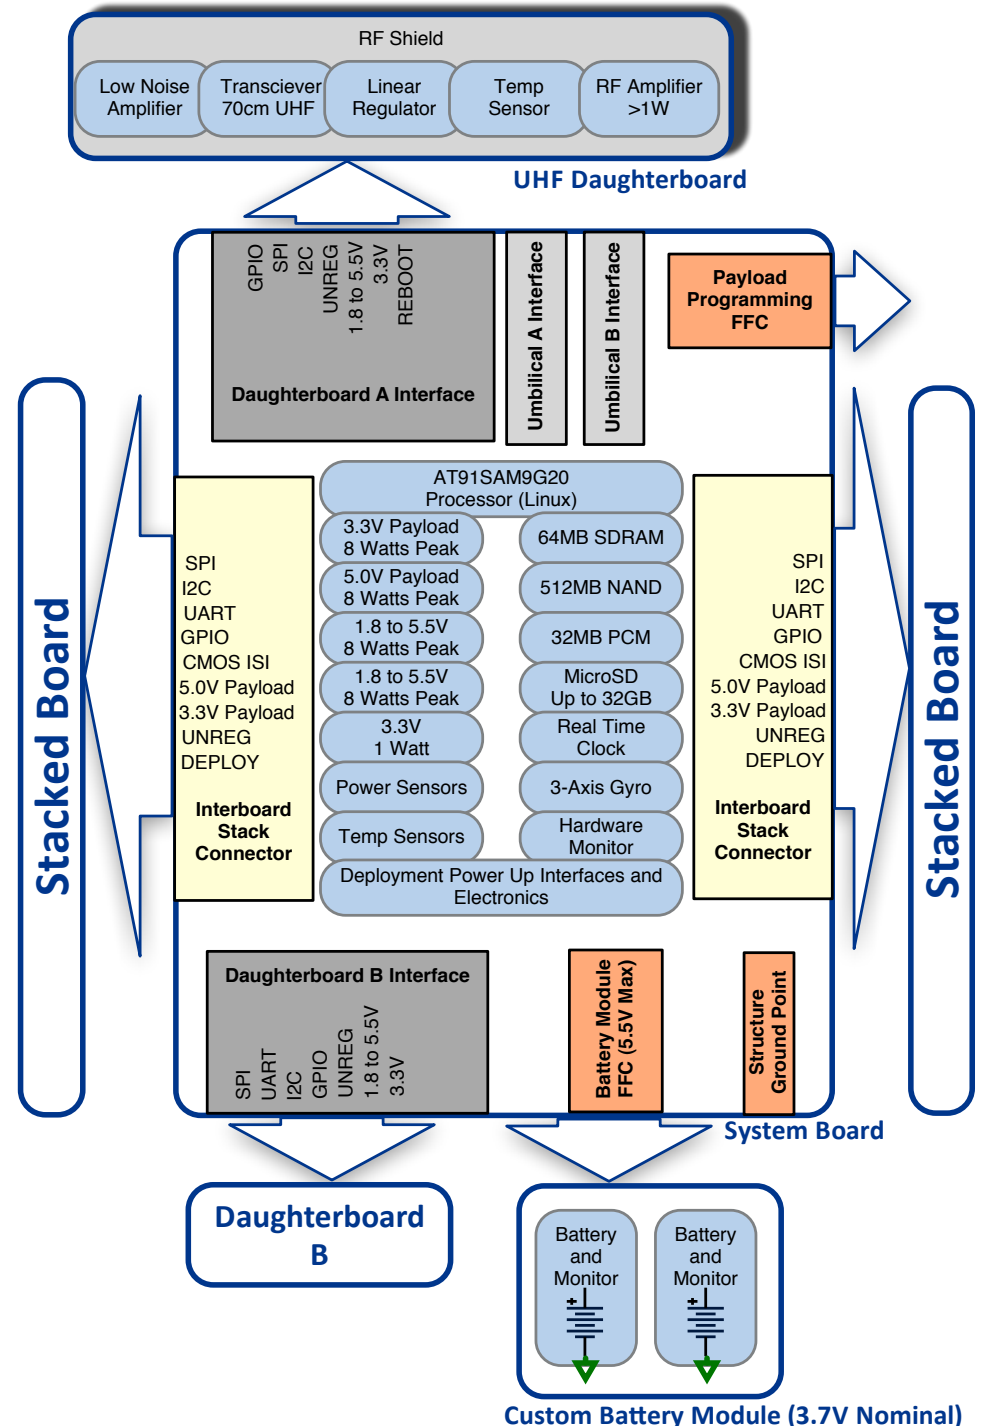 RF Shield
Low Noise
Amplifier
Transciever
70cm UHF
Linear
Regulator
Temp
Sensor
RF Amplifier
>1W
UHF Daughterboard
GPIO
SPI
I2C
UNREG
1.8 to 5.5V
3.3V
REBOOT
Daughterboard A Interface
Umbilical A Interface
Umbilical B Interface
Payload
Programming
FFC
Stacked Board
SPI
I2C
UART
GPIO
CMOS ISI
5.0V Payload
3.3V Payload
UNREG
DEPLOY
Interboard
Stack
Connector
AT91SAM9G20
Processor (Linux)
3.3V Payload
8 Watts Peak
5.0V Payload
8 Watts Peak
1.8 to 5.5V
8 Watts Peak
1.8 to 5.5V
8 Watts Peak
3.3V
1 Watt
Power Sensors
Temp Sensors
64MB SDRAM
512MB NAND
32MB PCM
MicroSD
Up to 32GB
Real Time
Clock
3-Axis Gyro
Hardware
Monitor
Deployment Power Up Interfaces and
Electronics
SPI
I2C
UART
GPIO
CMOS ISI
5.0V Payload
3.3V Payload
UNREG
DEPLOY
Interboard
Stack
Connector
Stacked Board
Daughterboard B Interface
SPI
UART
I2C
GPIO
UNREG
1.8 to 5.5V
3.3V
Battery Module
FFC (5.5V Max)
Structure
Ground Point
System Board
Daughterboard
B
Battery
and
Monitor
+
Battery
and
Monitor
+
Custom Battery Module (3.7V Nominal)